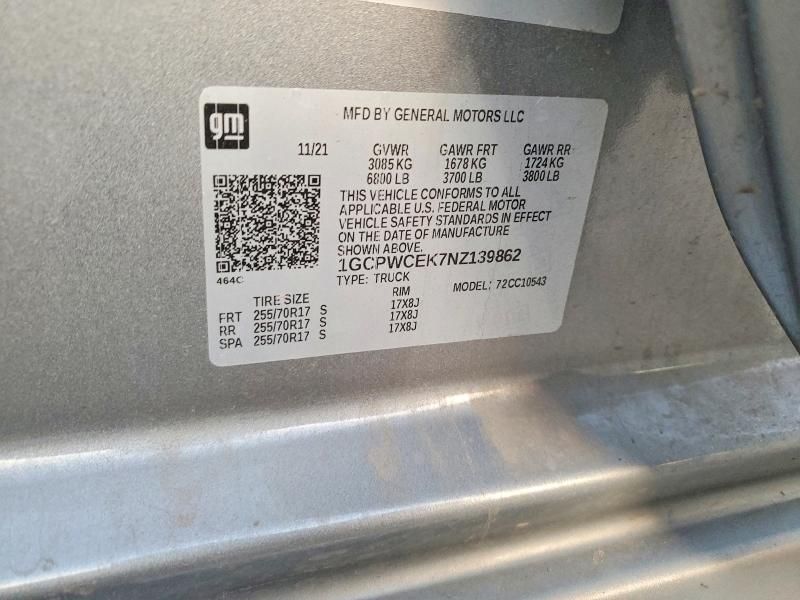 gm
MFD BY GENERAL MOTORS LLC
11/21 GVWR GAWR FRT GAWR RR
3085 KG 1678 KG 1724 KG
6800 LB 3700 LB 3800 LB
THIS VEHICLE CONFORMS TO ALL
APPLICABLE U.S. FEDERAL MOTOR
VEHICLE SAFETY STANDARDS IN EFFECT
ON THE DATE OF MANUFACTURE
SHOWN ABOVE.
1GCPWCEK7NZ139862
TYPE: TRUCK MODEL: 72CC10543
464C
TIRE SIZE RIM
FRT 255/70R17 S 17X8J
RR 255/70R17 S 17X8J
SPA 255/70R17 S 17X8J